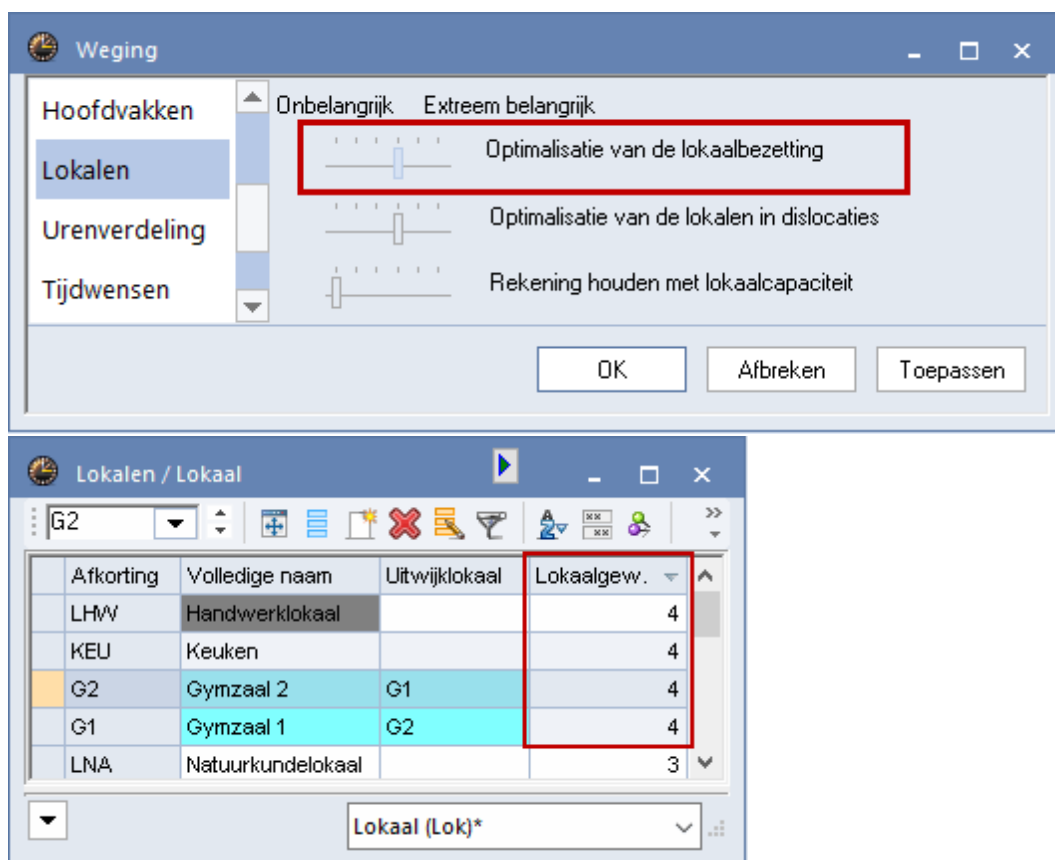 Weging
Hoofdvakken
Lokalen
Urenverdeling
Tijdwensen
Onbelangrijk Extreem belangrijk
Optimalisatie van de lokaalbezetting
Optimalisatie van de lokalen in dislocaties
Rekening houden met lokaalcapaciteit
OK Afbreken Toepassen
Lokalen / Lokaal
G2
Afkorting Volledige naam Uitwijklokaal Lokaalgew.
LHW Handwerklokaal 4
KEU Keuken 4
G2 Gymzaal 2 G1 4
G1 Gymzaal 1 G2 4
LNA Natuurkundelokaal 3
Lokaal (Lok)*